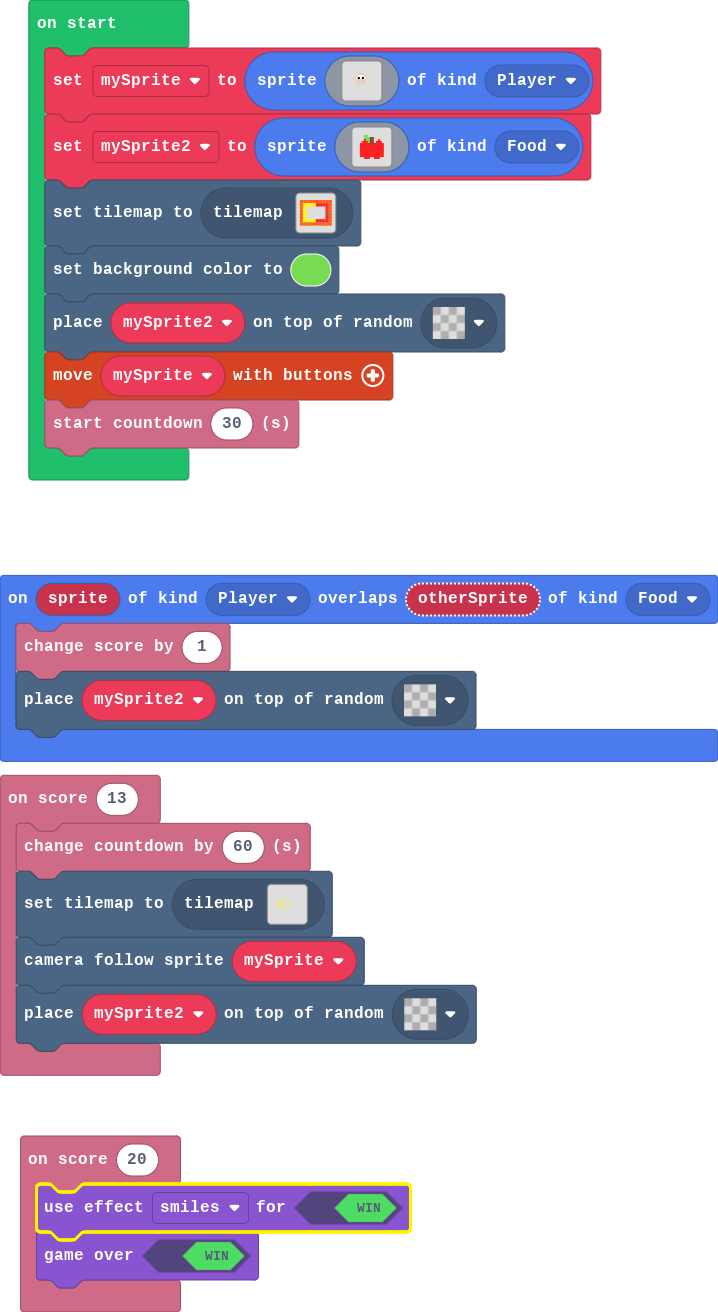 on start
set mySprite to sprite of kind Player
set mySprite2 to sprite of kind Food
set tilemap to tilemap
set background color to
place mySprite2 on top of random
move mySprite with buttons
start countdown 30 (s)
on sprite of kind Player overlaps otherSprite of kind Food
change score by 1
place mySprite2 on top of random
on score 13
change countdown by 60 (s)
set tilemap to tilemap
camera follow sprite mySprite
place mySprite2 on top of random
on score 20
use effect smiles for WIN
game over WIN